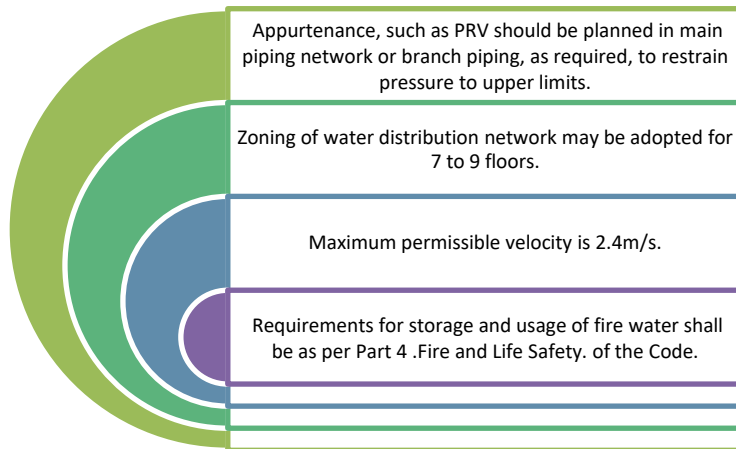 Appurtenance, such as PRV should be planned in main
piping network or branch piping, as required, to restrain
pressure to upper limits.
Zoning of water distribution network may be adopted for
7 to 9 floors.
Maximum permissible velocity is 2.4m/s.
Requirements for storage and usage of fire water shall
be as per Part 4 .Fire and Life Safety. of the Code.